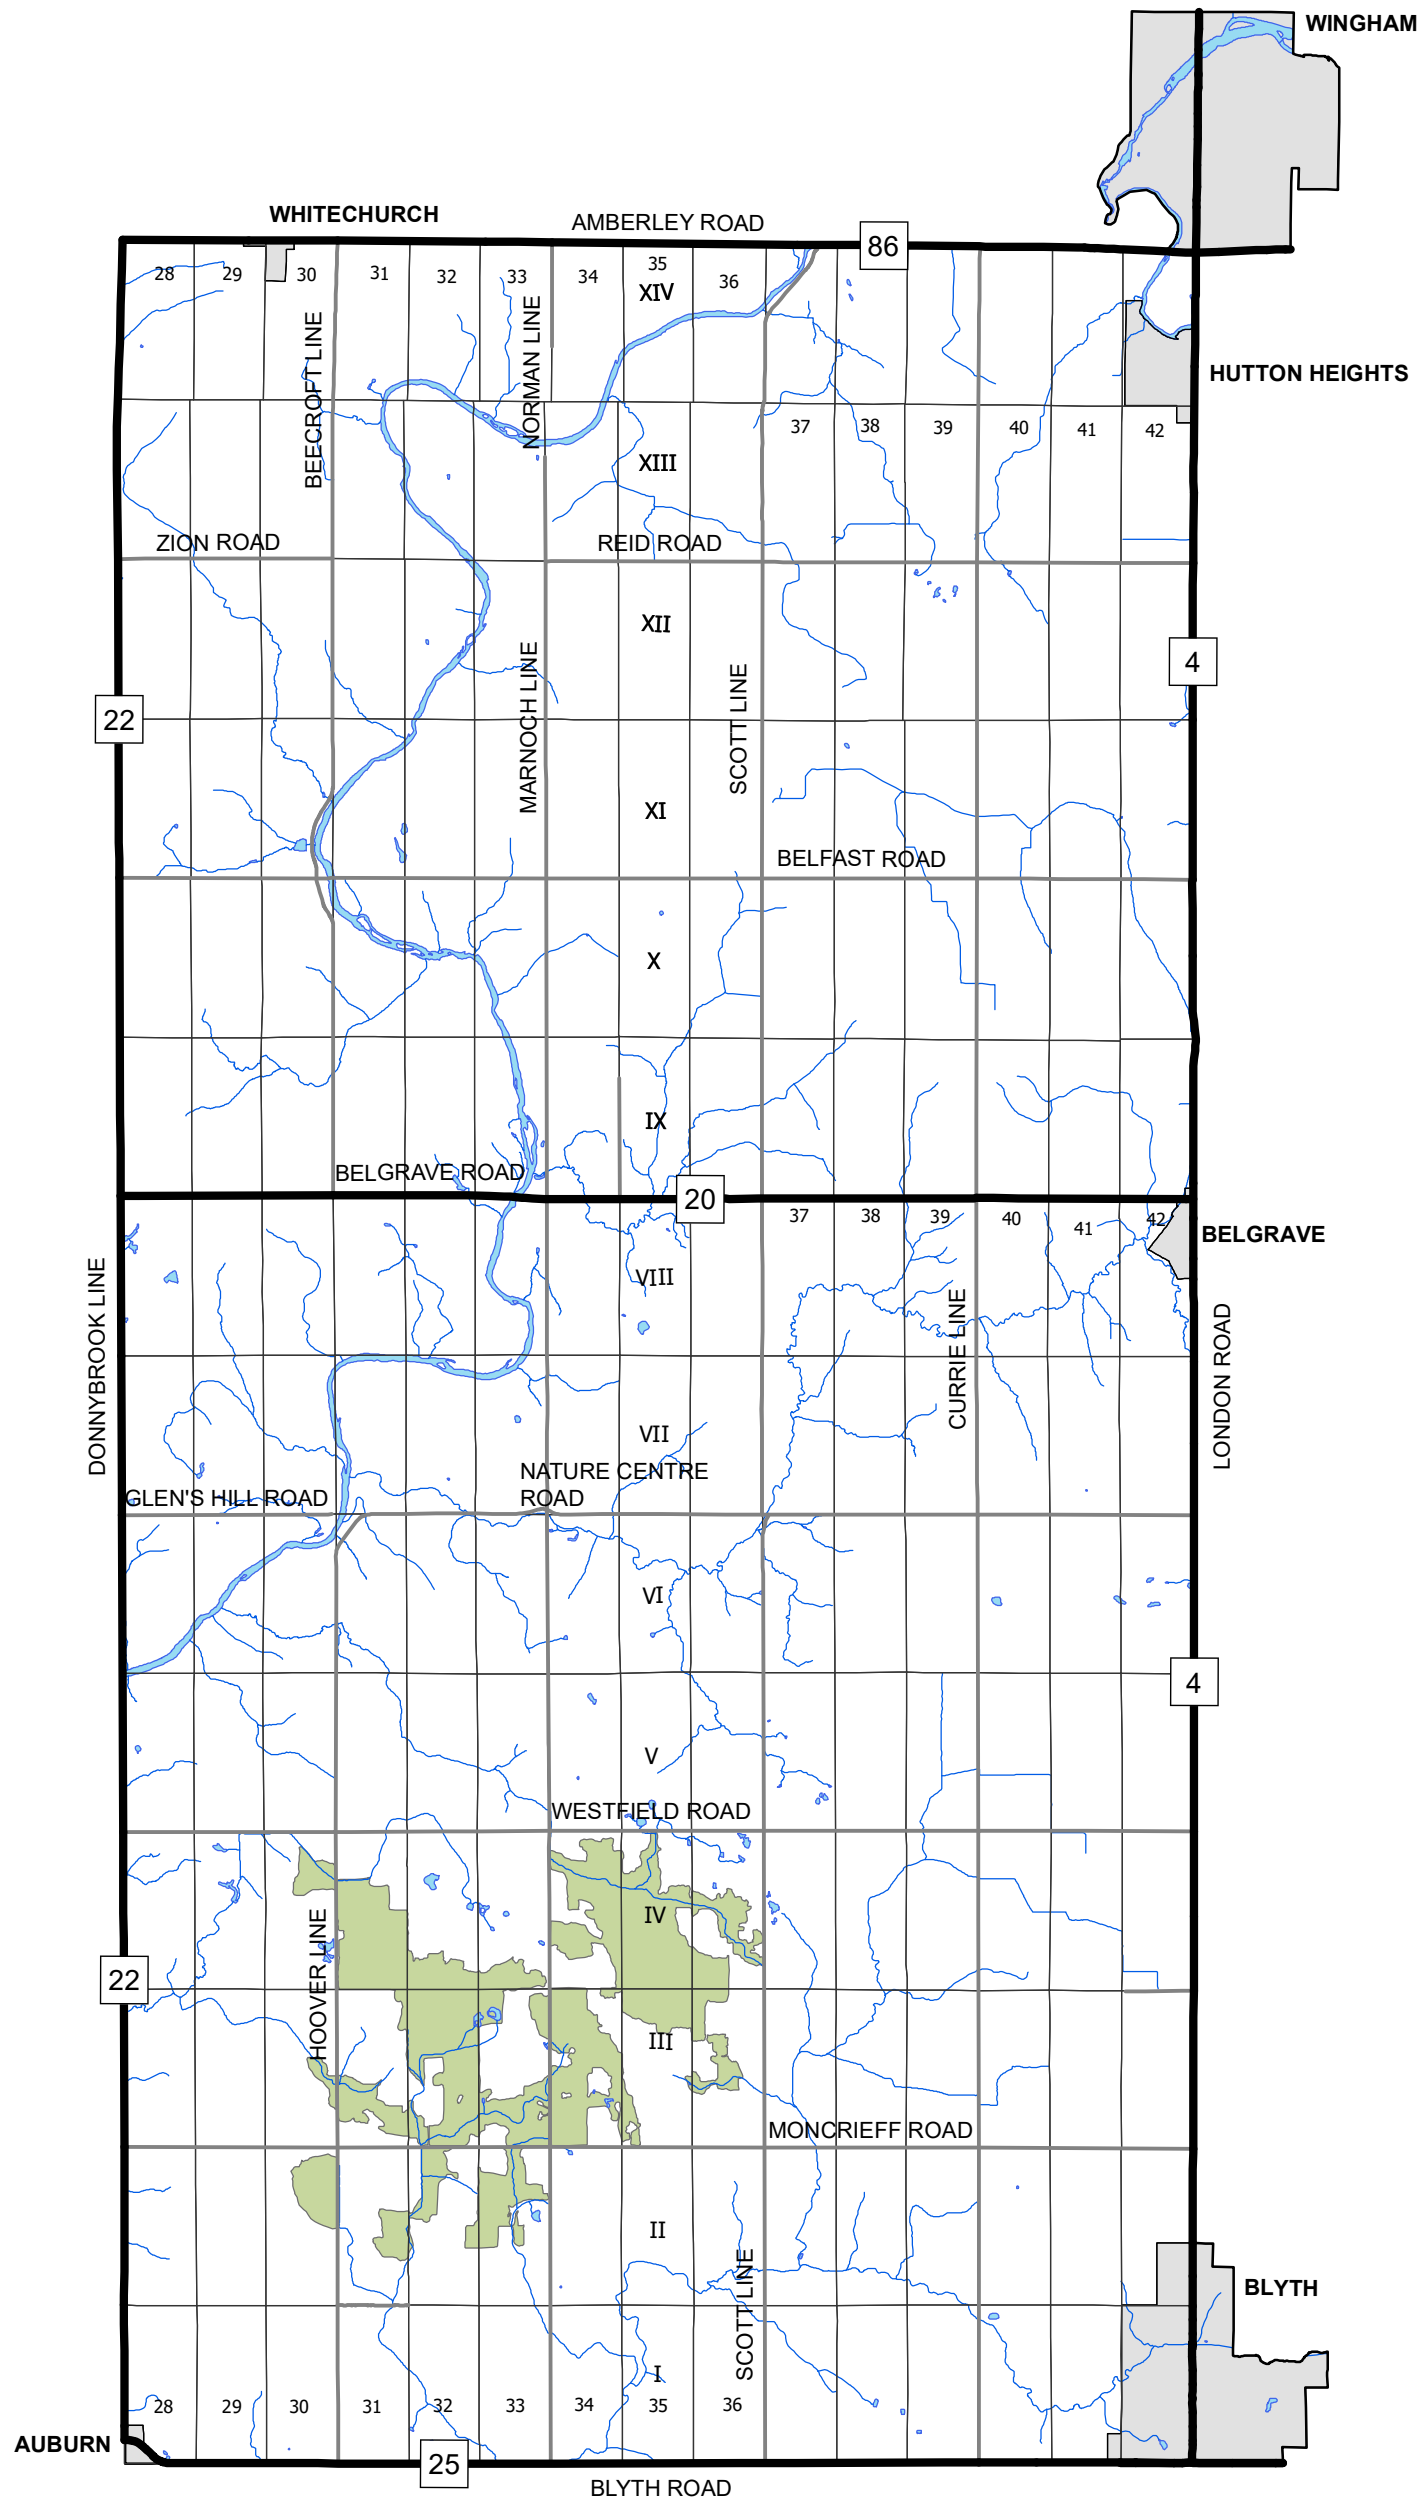 WINGHAM
WHITECHURCH
AMBERLEY ROAD
86
28
29
30
31
32
33
34
35
36
XIV
BEECROFT LINE
NORMAN LINE
HUTTON HEIGHTS
37
38
39
40
41
42
XIII
ZION ROAD
REID ROAD
XII
4
22
MARNOCH LINE
SCOTT LINE
XI
BELFAST ROAD
X
IX
BELGRAVE ROAD
20
37
38
39
40
41
42
BELGRAVE
VIII
DONNYBROOK LINE
CURRIE LINE
LONDON ROAD
VII
NATURE CENTRE
ROAD
GLEN'S HILL ROAD
VI
4
V
WESTFIELD ROAD
IV
22
HOOVER LINE
III
MONCRIEFF ROAD
II
SCOTT LINE
BLYTH
I
28
29
30
31
32
33
34
35
36
AUBURN
25
BLYTH ROAD